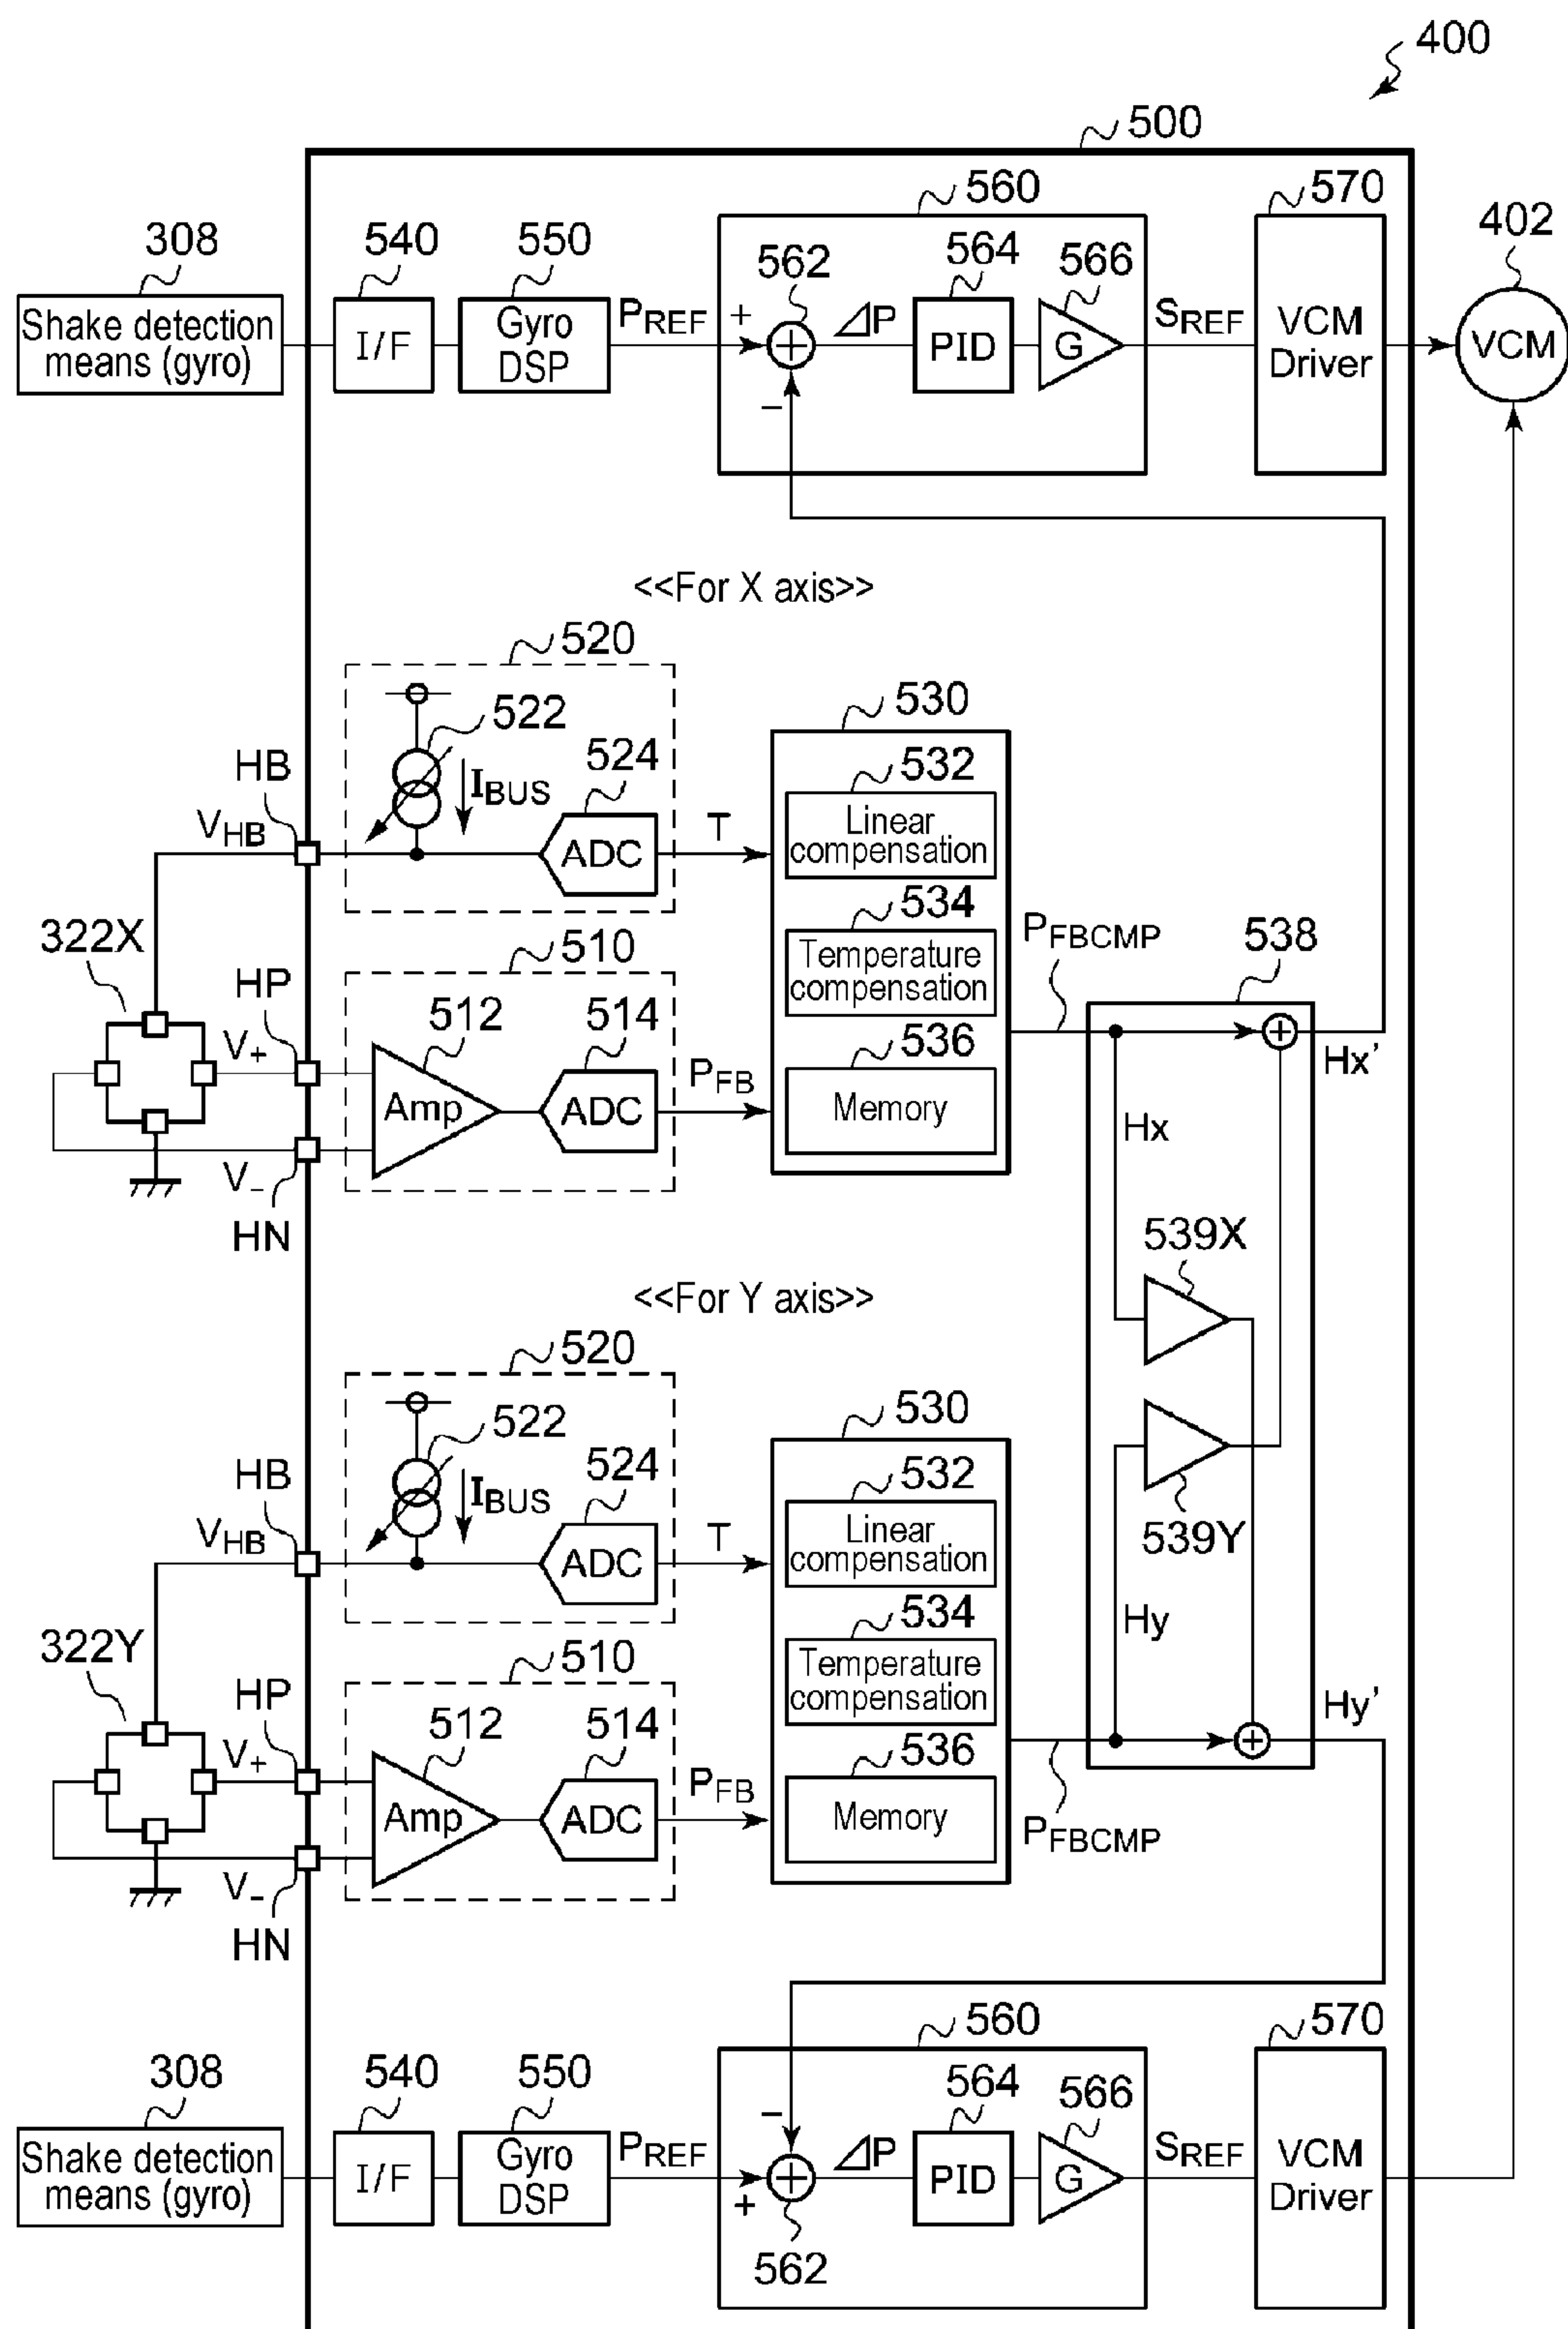 400
500
560
570
308
540
550
562
564
566
402
Shake detection
means (gyro)
I/F
Gyro
DSP
PREF
+
⊿P
PID
G
SREF
VCM
Driver
VCM
−
<<For X axis>>
520
522
530
HB
524
IBUS
532
VHB
ADC
T
Linear
compensation
534
322X
510
PFBCMP
538
HP
Temperature
compensation
512
514
V+
536
Hx'
PFB
Amp
ADC
Memory
Hx
V−
HN
539X
<<For Y axis>>
520
522
530
HB
524
IBUS
532
539Y
VHB
ADC
T
Linear
compensation
534
Hy
322Y
510
HP
Temperature
compensation
Hy'
512
514
V+
536
PFB
Amp
ADC
Memory
PFBCMP
V−
HN
560
570
308
540
550
564
566
−
Shake detection
means (gyro)
I/F
Gyro
DSP
PREF
+
⊿P
PID
G
SREF
VCM
Driver
562